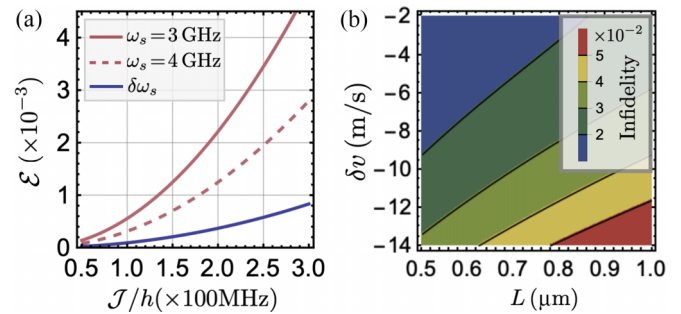 (a)
ω_s = 3 GHz
ω_s = 4 GHz
δω_s
ℰ (×10⁻³)
4
3
2
1
0
0.5 1.0 1.5 2.0 2.5 3.0
𝒥/h (×100MHz)
(b)
×10⁻²
5
4
3
2
Infidelity
δv (m/s)
−2
−4
−6
−8
−10
−12
−14
0.5 0.6 0.7 0.8 0.9 1.0
L (μm)